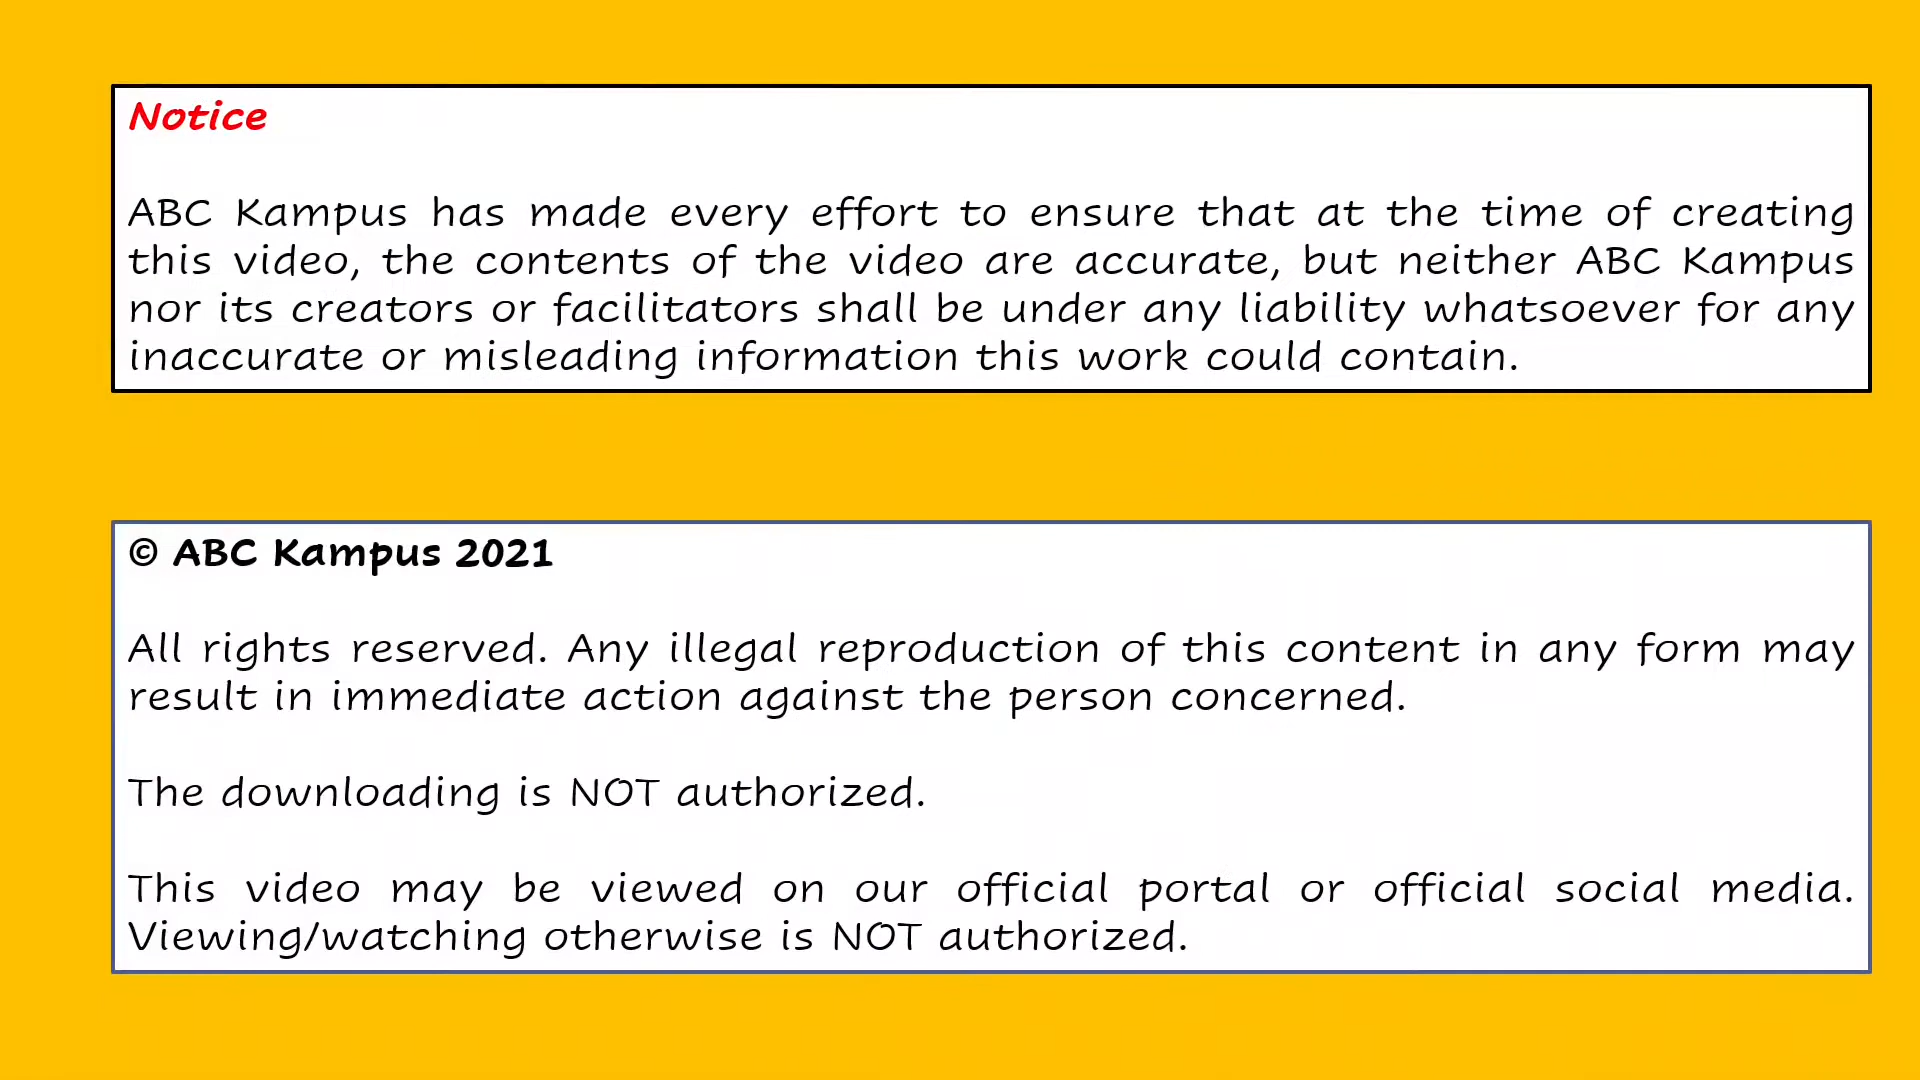 Notice
ABC Kampus has made every effort to ensure that at the time of creating
this video, the contents of the video are accurate, but neither ABC Kampus
nor its creators or facilitators shall be under any liability whatsoever for any
inaccurate or misleading information this work could contain.
© ABC Kampus 2021
All rights reserved. Any illegal reproduction of this content in any form may
result in immediate action against the person concerned.
The downloading is NOT authorized.
This video may be viewed on our official portal or official social media.
Viewing/watching otherwise is NOT authorized.